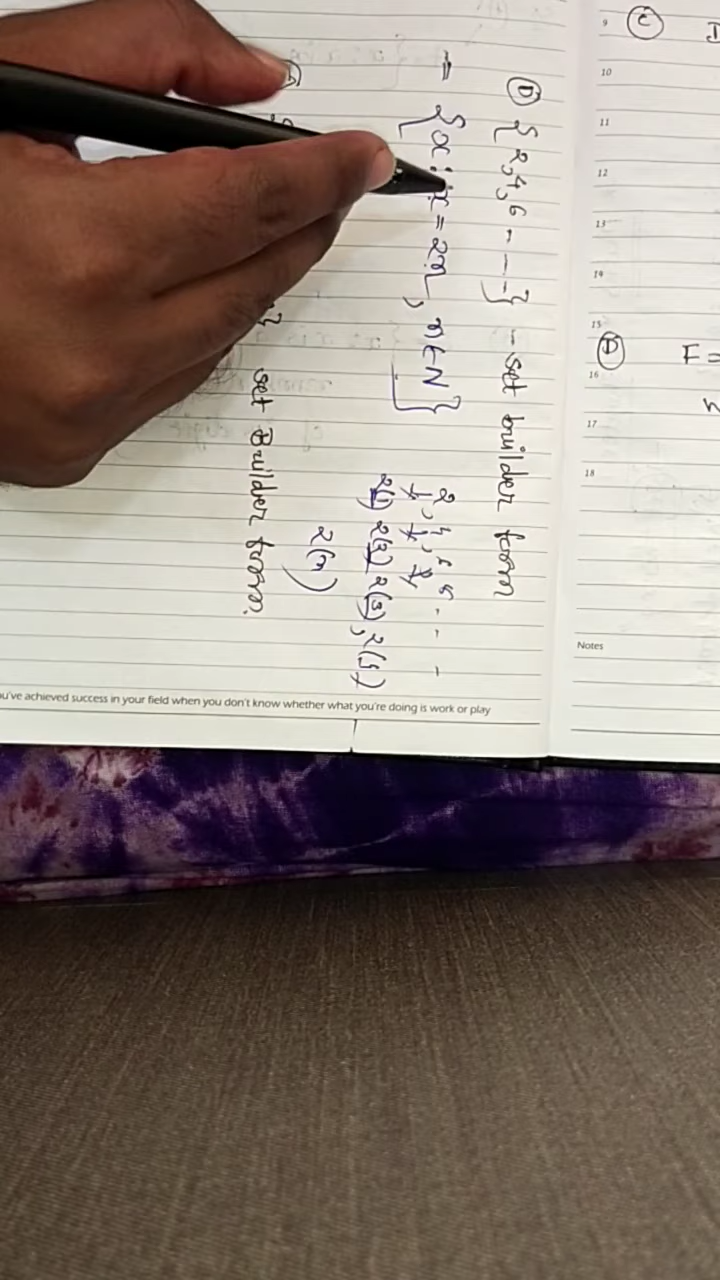 D {2,4,6 - - -} - set builder form
= {x : x = 2n, n∈N}
2, 4, 6, - - -
2(1) 2(2) 2(3), 2(5)
2(n)
set Builder form.
u've achieved success in your field when you don't know whether what you're doing is work or play
C I
E F =
9
10
11
12
13
14
15
16
17
18
Notes